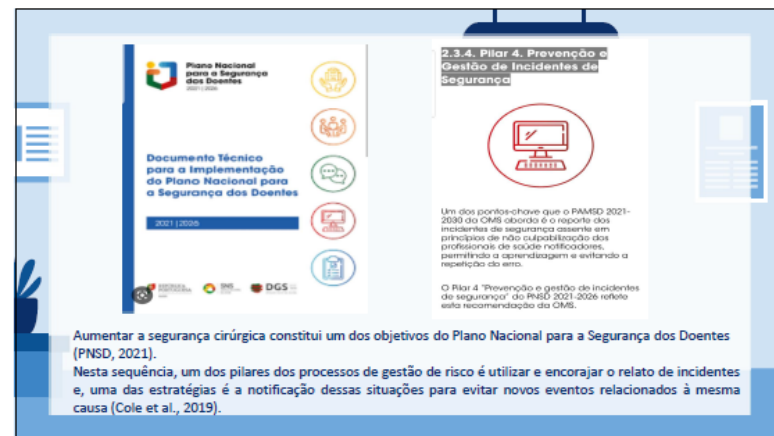 Plano Nacional
para a Segurança
dos Doentes
2021 | 2026
Documento Técnico
para a Implementação
do Plano Nacional para
a Segurança dos Doentes
2021 | 2026
REPÚBLICA
PORTUGUESA
SNS
DGS
2.3.4. Pilar 4. Prevenção e
Gestão de Incidentes de
Segurança
Um dos pontos-chave que o PAMSD 2021-
2030 da OMS aborda é o reporte dos
incidentes de segurança assente em
princípios de não culpabilização dos
profissionais de saúde notificadores,
permitindo a aprendizagem e evitando a
repetição do erro.
O Pilar 4 "Prevenção e gestão de incidentes
de segurança" do PNSD 2021-2026 reflete
esta recomendação da OMS.
Aumentar a segurança cirúrgica constitui um dos objetivos do Plano Nacional para a Segurança dos Doentes
(PNSD, 2021).
Nesta sequência, um dos pilares dos processos de gestão de risco é utilizar e encorajar o relato de incidentes
e, uma das estratégias é a notificação dessas situações para evitar novos eventos relacionados à mesma
causa (Cole et al., 2019).